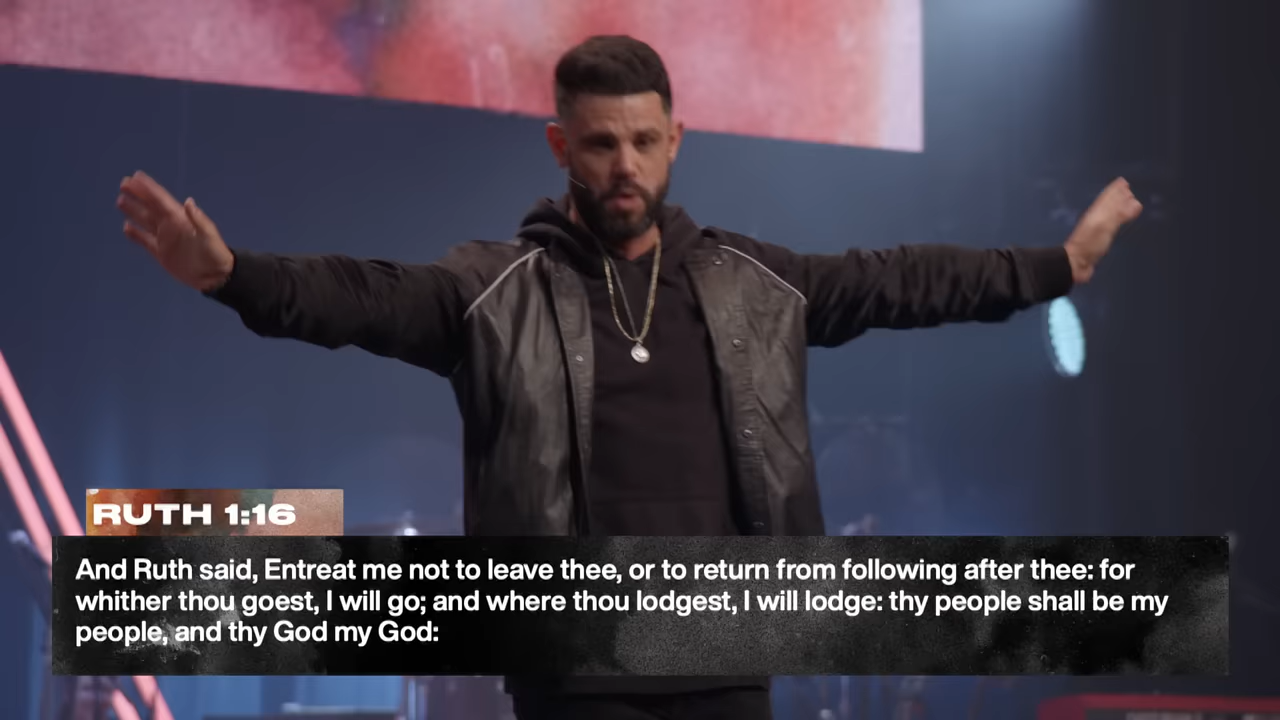 RUTH 1:16
And Ruth said, Entreat me not to leave thee, or to return from following after thee: for
whither thou goest, I will go; and where thou lodgest, I will lodge: thy people shall be my
people, and thy God my God: